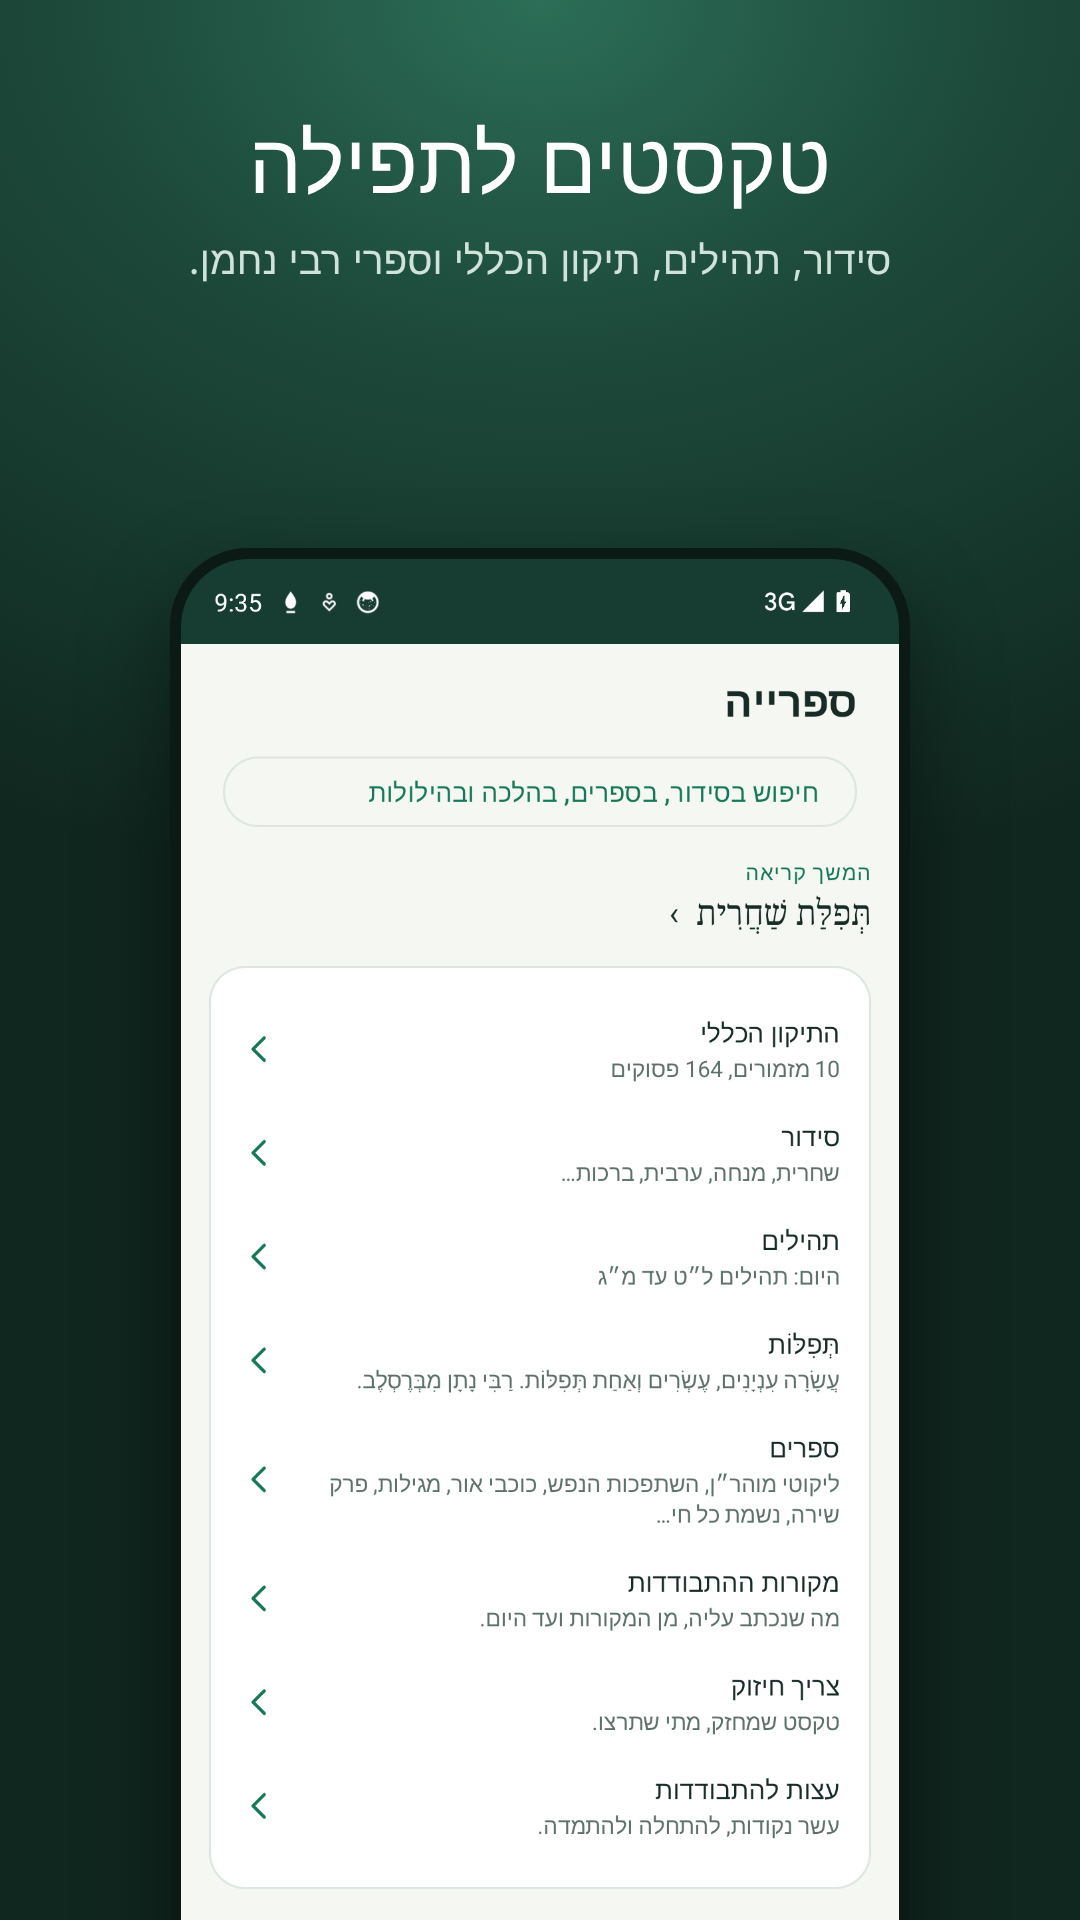 טקסטים לתפילה
סידור, תהילים, תיקון הכללי וספרי רבי נחמן.
9:35
3G
ספרייה
חיפוש בסידור, בספרים, בהלכה ובהילולות
המשך קריאה
תְּפִלַּת שַׁחֲרִית ›
התיקון הכללי
10 מזמורים, 164 פסוקים
סידור
שחרית, מנחה, ערבית, ברכות...
תהילים
היום: תהילים ל״ט עד מ״ג
תְּפִלּוֹת
עֲשָׂרָה עִנְיָנִים, עֶשְׂרִים וְאַחַת תְּפִלּוֹת. רַבִּי נָתָן מִבְּרֶסְלֶב.
ספרים
ליקוטי מוהר״ן, השתפכות הנפש, כוכבי אור, מגילות, פרק
שירה, נשמת כל חי...
מקורות ההתבודדות
מה שנכתב עליה, מן המקורות ועד היום.
צריך חיזוק
טקסט שמחזק, מתי שתרצו.
עצות להתבודדות
עשר נקודות, להתחלה ולהתמדה.